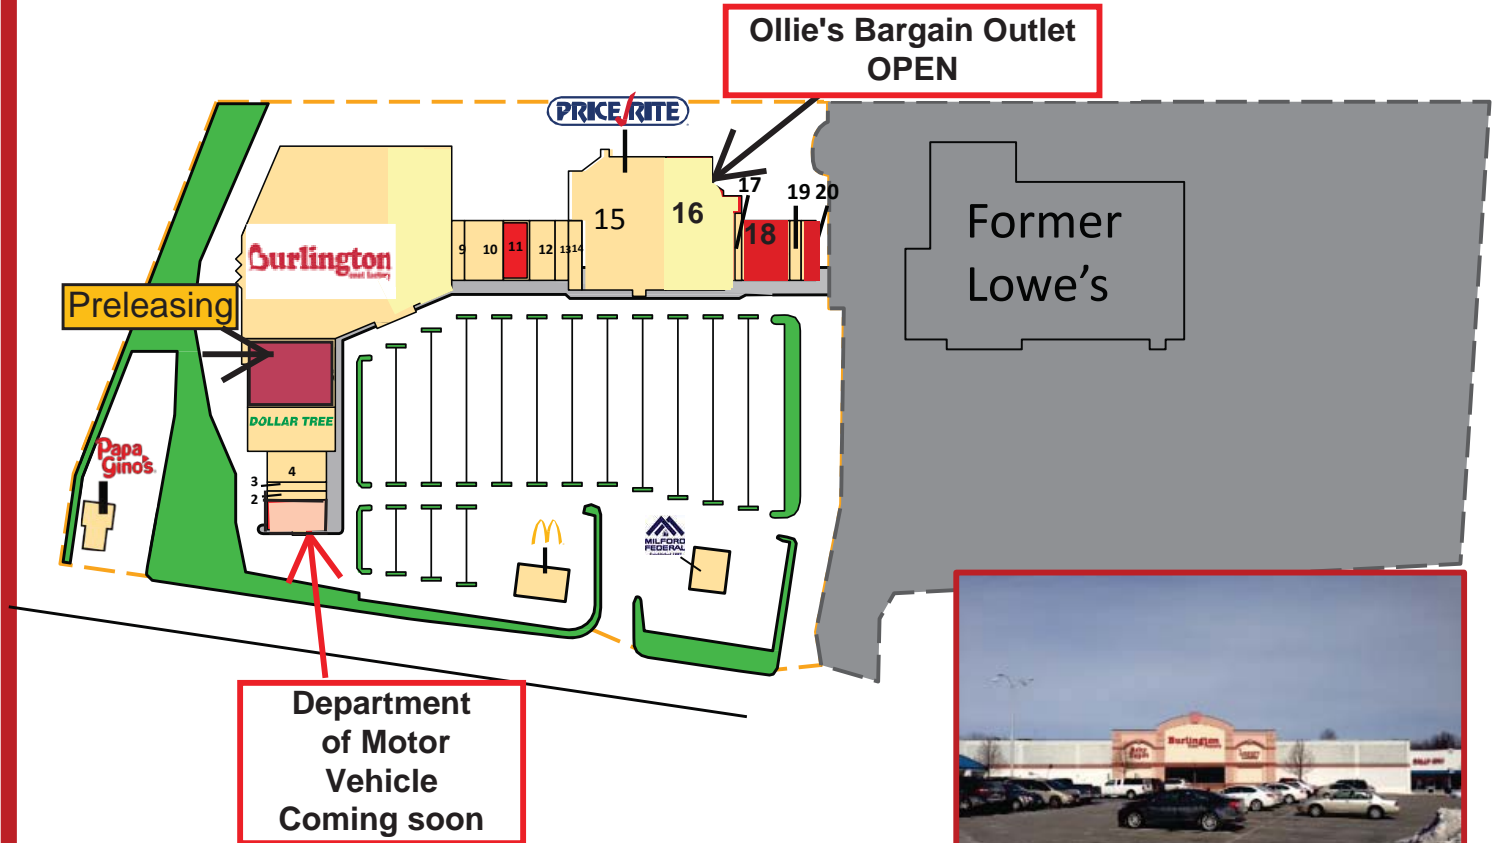 Ollie's Bargain Outlet
OPEN
PRICE RITE
17
19 20
15
16
18
9
10
11
12
13
14
Former
Lowe's
Burlington
coat factory
Preleasing
DOLLAR TREE
Papa
Gino's
4
3
2
MILFORD
FEDERAL
Department
of Motor
Vehicle
Coming soon
Burlington